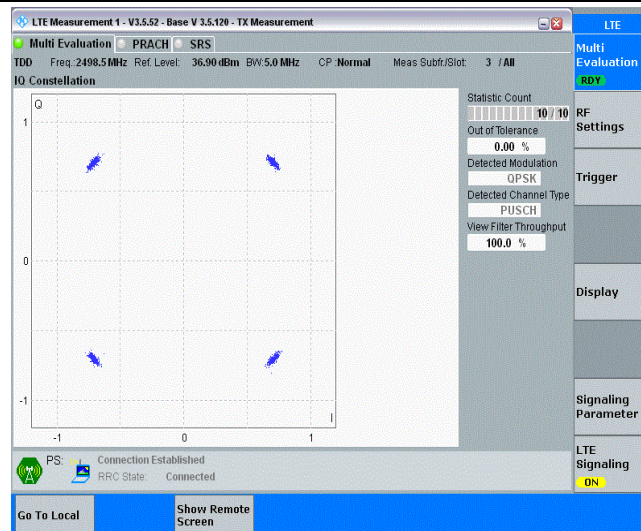 LTE Measurement 1 - V3.5.52 - Base V 3.5.120 - TX Measurement
LTE
Multi Evaluation PRACH SRS
Multi
Evaluation
RDY
TDD Freq.:2498.5 MHz Ref. Level: 36.90 dBm BW:5.0 MHz CP :Normal Meas Subfr./Slot: 3 / All
IQ Constellation
Q
1
0
-1
-1
0
1
I
Statistic Count
10 / 10
Out of Tolerance
0.00 %
Detected Modulation
QPSK
Detected Channel Type
PUSCH
View Filter Throughput
100.0 %
RF
Settings
Trigger
Display
Signaling
Parameter
LTE
Signaling
ON
PS: Connection Established
RRC State: Connected
Go To Local
Show Remote
Screen